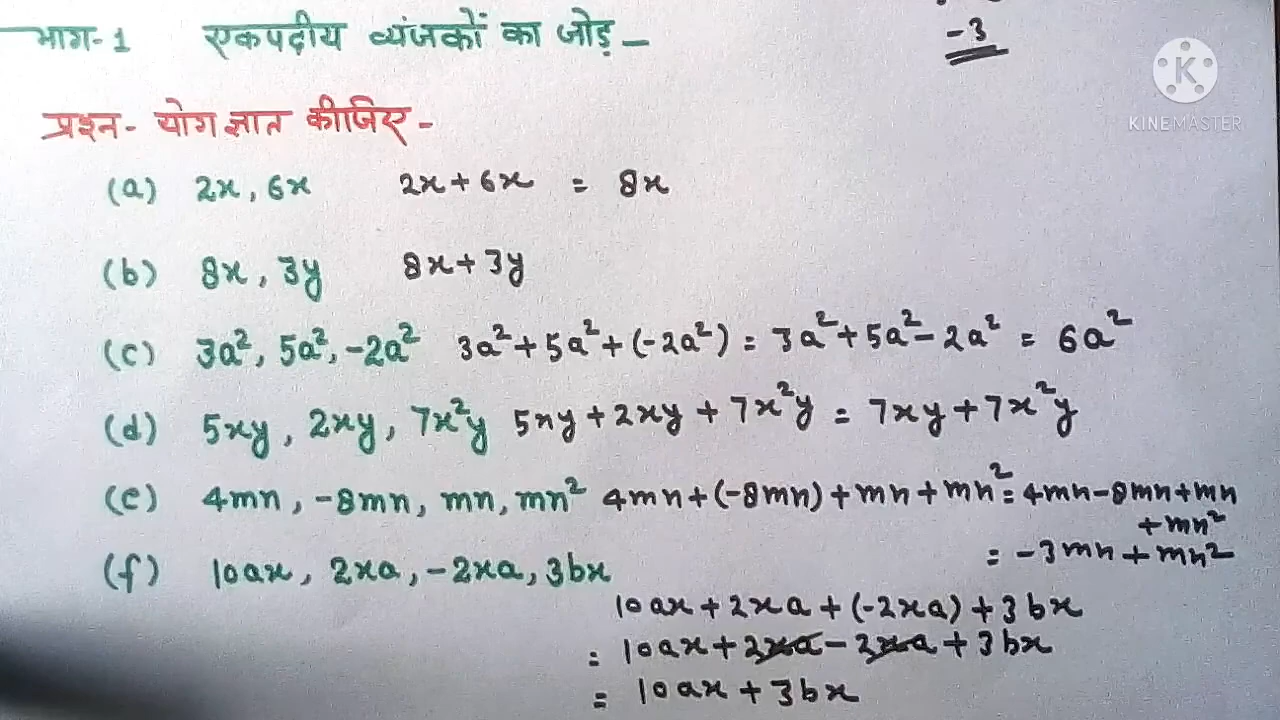 भाग-1 एकपदीय व्यंजकों का जोड़ -
-3
K
KINEMASTER
प्रश्न- योग ज्ञात कीजिए -
(a) 2x, 6x 2x + 6x = 8x
(b) 8x, 3y 8x + 3y
(c) 3a², 5a², -2a² 3a² + 5a² + (-2a²) = 3a² + 5a² - 2a² = 6a²
(d) 5xy, 2xy, 7x²y 5xy + 2xy + 7x²y = 7xy + 7x²y
(e) 4mn, -8mn, mn, mn² 4mn + (-8mn) + mn + mn² = 4mn - 8mn + mn
+ mn²
= -3mn + mn²
(f) 10ax, 2xa, -2xa, 3bx
10ax + 2xa + (-2xa) + 3bx
= 10ax + 2xa - 2xa + 3bx
= 10ax + 3bx